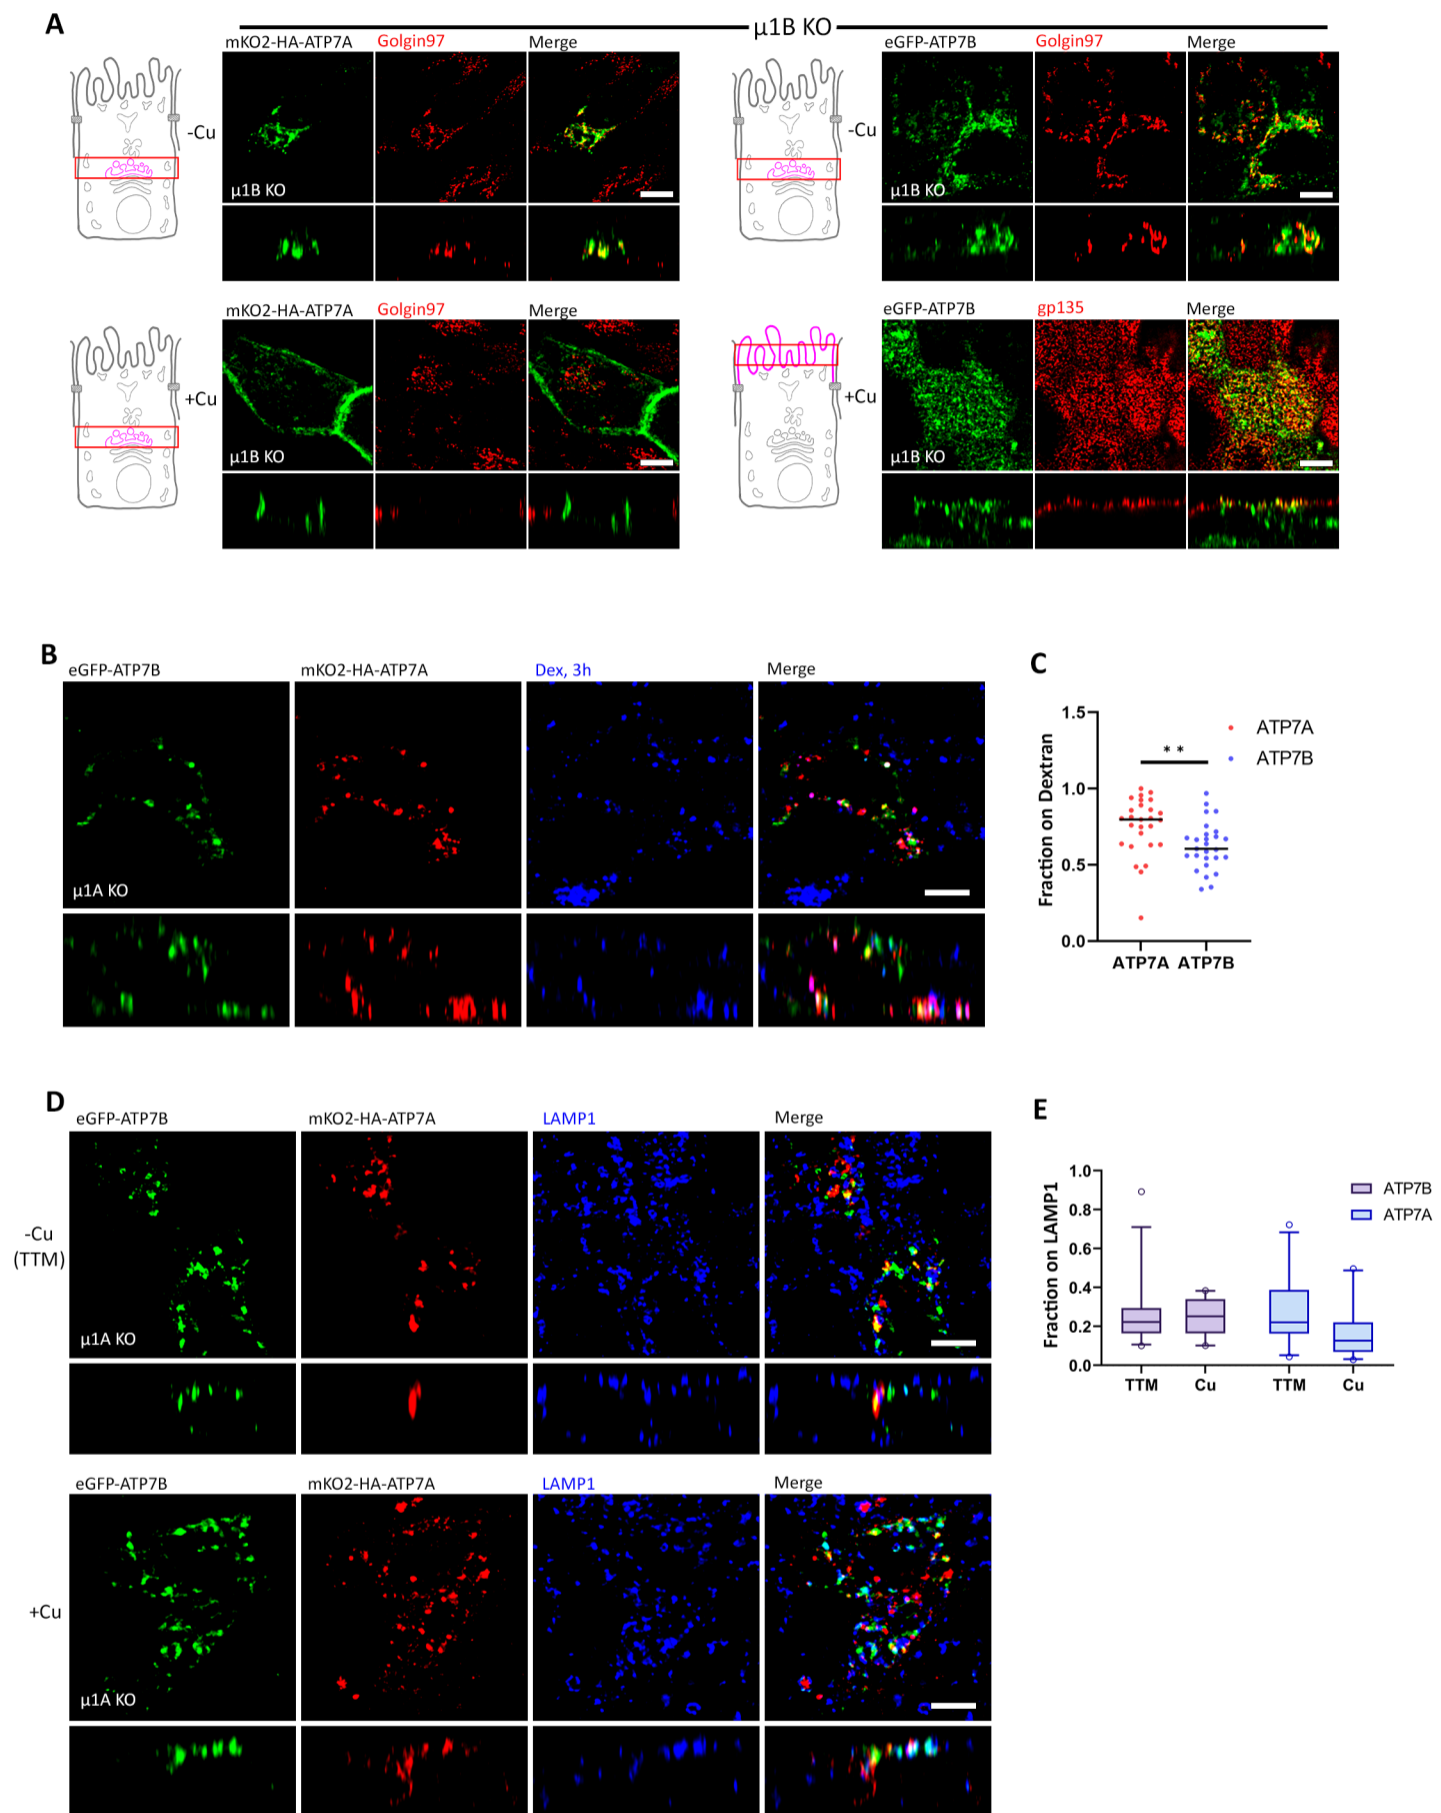 A
µ1B KO
mKO2-HA-ATP7A Golgin97 Merge
eGFP-ATP7B Golgin97 Merge
-Cu
-Cu
µ1B KO
µ1B KO
mKO2-HA-ATP7A Golgin97 Merge
eGFP-ATP7B gp135 Merge
+Cu
+Cu
µ1B KO
µ1B KO
B
eGFP-ATP7B mKO2-HA-ATP7A Dex, 3h Merge
µ1A KO
C
1.5
1.0
0.5
0.0
Fraction on Dextran
**
ATP7A
ATP7B
ATP7A ATP7B
D
eGFP-ATP7B mKO2-HA-ATP7A LAMP1 Merge
-Cu
(TTM)
µ1A KO
E
1.0
0.8
0.6
0.4
0.2
0.0
Fraction on LAMP1
ATP7B
ATP7A
TTM Cu TTM Cu
eGFP-ATP7B mKO2-HA-ATP7A LAMP1 Merge
+Cu
µ1A KO